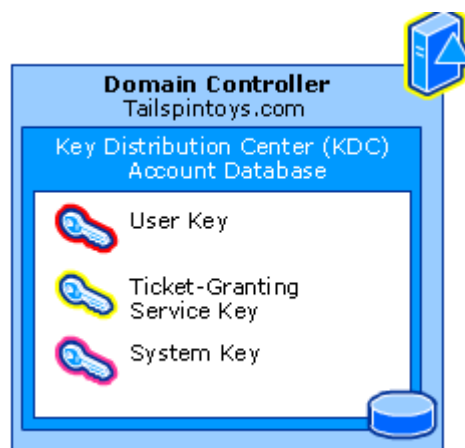 Domain Controller
Tailspintoys.com
Key Distribution Center (KDC)
Account Database
User Key
Ticket-Granting
Service Key
System Key